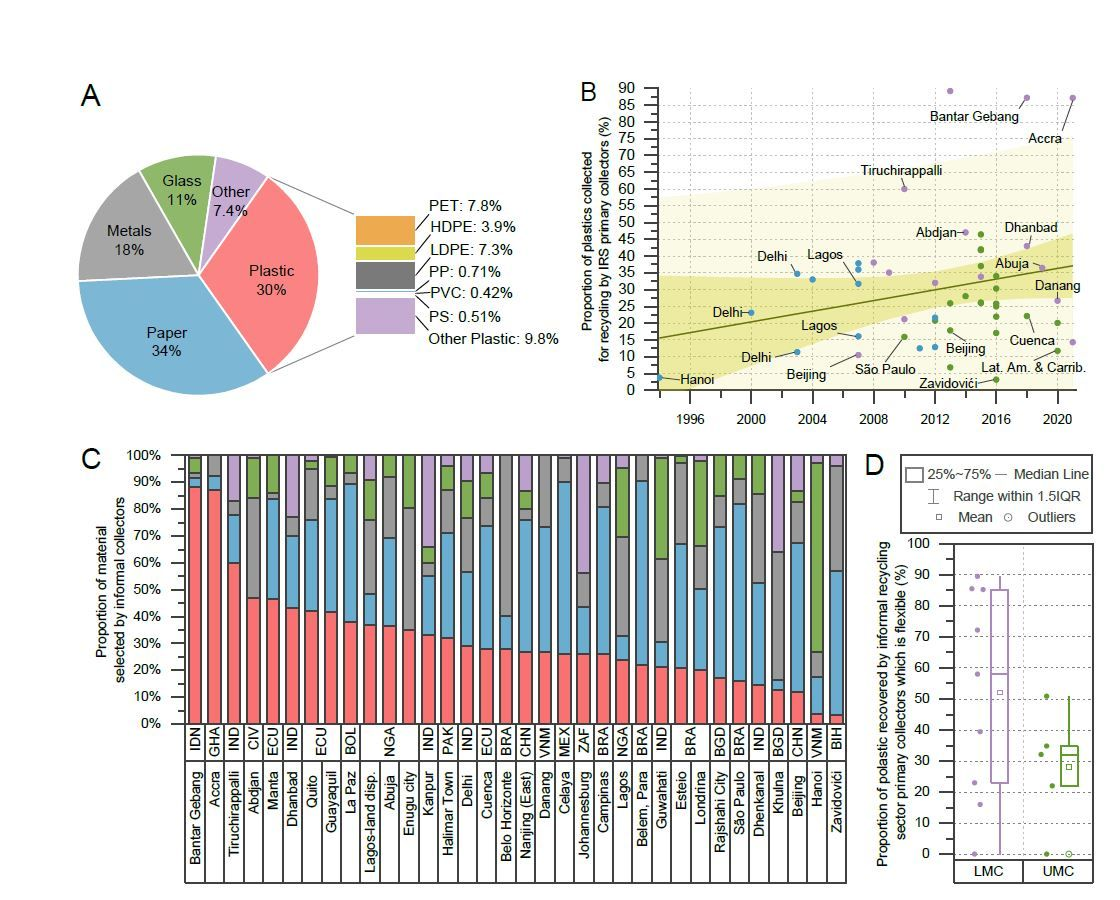 A
Glass
11%
Other
7.4%
Metals
18%
Plastic
30%
Paper
34%
PET: 7.8%
HDPE: 3.9%
LDPE: 7.3%
PP: 0.71%
PVC: 0.42%
PS: 0.51%
Other Plastic: 9.8%
B
Proportion of plastics collected
for recycling by IRS primary collectors (%)
90
85
80
75
70
65
60
55
50
45
40
35
30
25
20
15
10
5
0
Bantar Gebang
Accra
Tiruchirappalli
Abdjan
Dhanbad
Delhi
Lagos
Abuja
Danang
Delhi
Lagos
Delhi
Beijing
São Paulo
Beijing
Cuenca
Lat. Am. & Carrib.
Hanoi
Zavidovići
1996 2000 2004 2008 2012 2016 2020
C
Proportion of material
selected by informal collectors
100%
90%
80%
70%
60%
50%
40%
30%
20%
10%
0%
IDN GHA IND CIV ECU IND ECU BOL NGA IND PAK IND ECU BRA CHN VNM MEX ZAF BRA NGA BRA IND BRA BGD BRA IND BGD CHN VNM BIH
Bantar Gebang
Accra
Tiruchirappalli
Abdjan
Manta
Dhanbad
Quito
Guayaquil
La Paz
Lagos-land disp.
Abuja
Enugu city
Kanpur
Halimar Town
Delhi
Cuenca
Belo Horizonte
Nanjing (East)
Danang
Celaya
Johannesburg
Campinas
Lagos
Belem, Para
Guwahati
Esteio
Londrina
Rajshahi City
São Paulo
Dhenkanal
Khulna
Beijing
Hanoi
Zavidovići
D
25%~75% Median Line
Range within 1.5IQR
Mean Outliers
Proportion of polastic recovered by informal recycling
sector primary collectors which is flexible (%)
100
90
80
70
60
50
40
30
20
10
0
LMC UMC